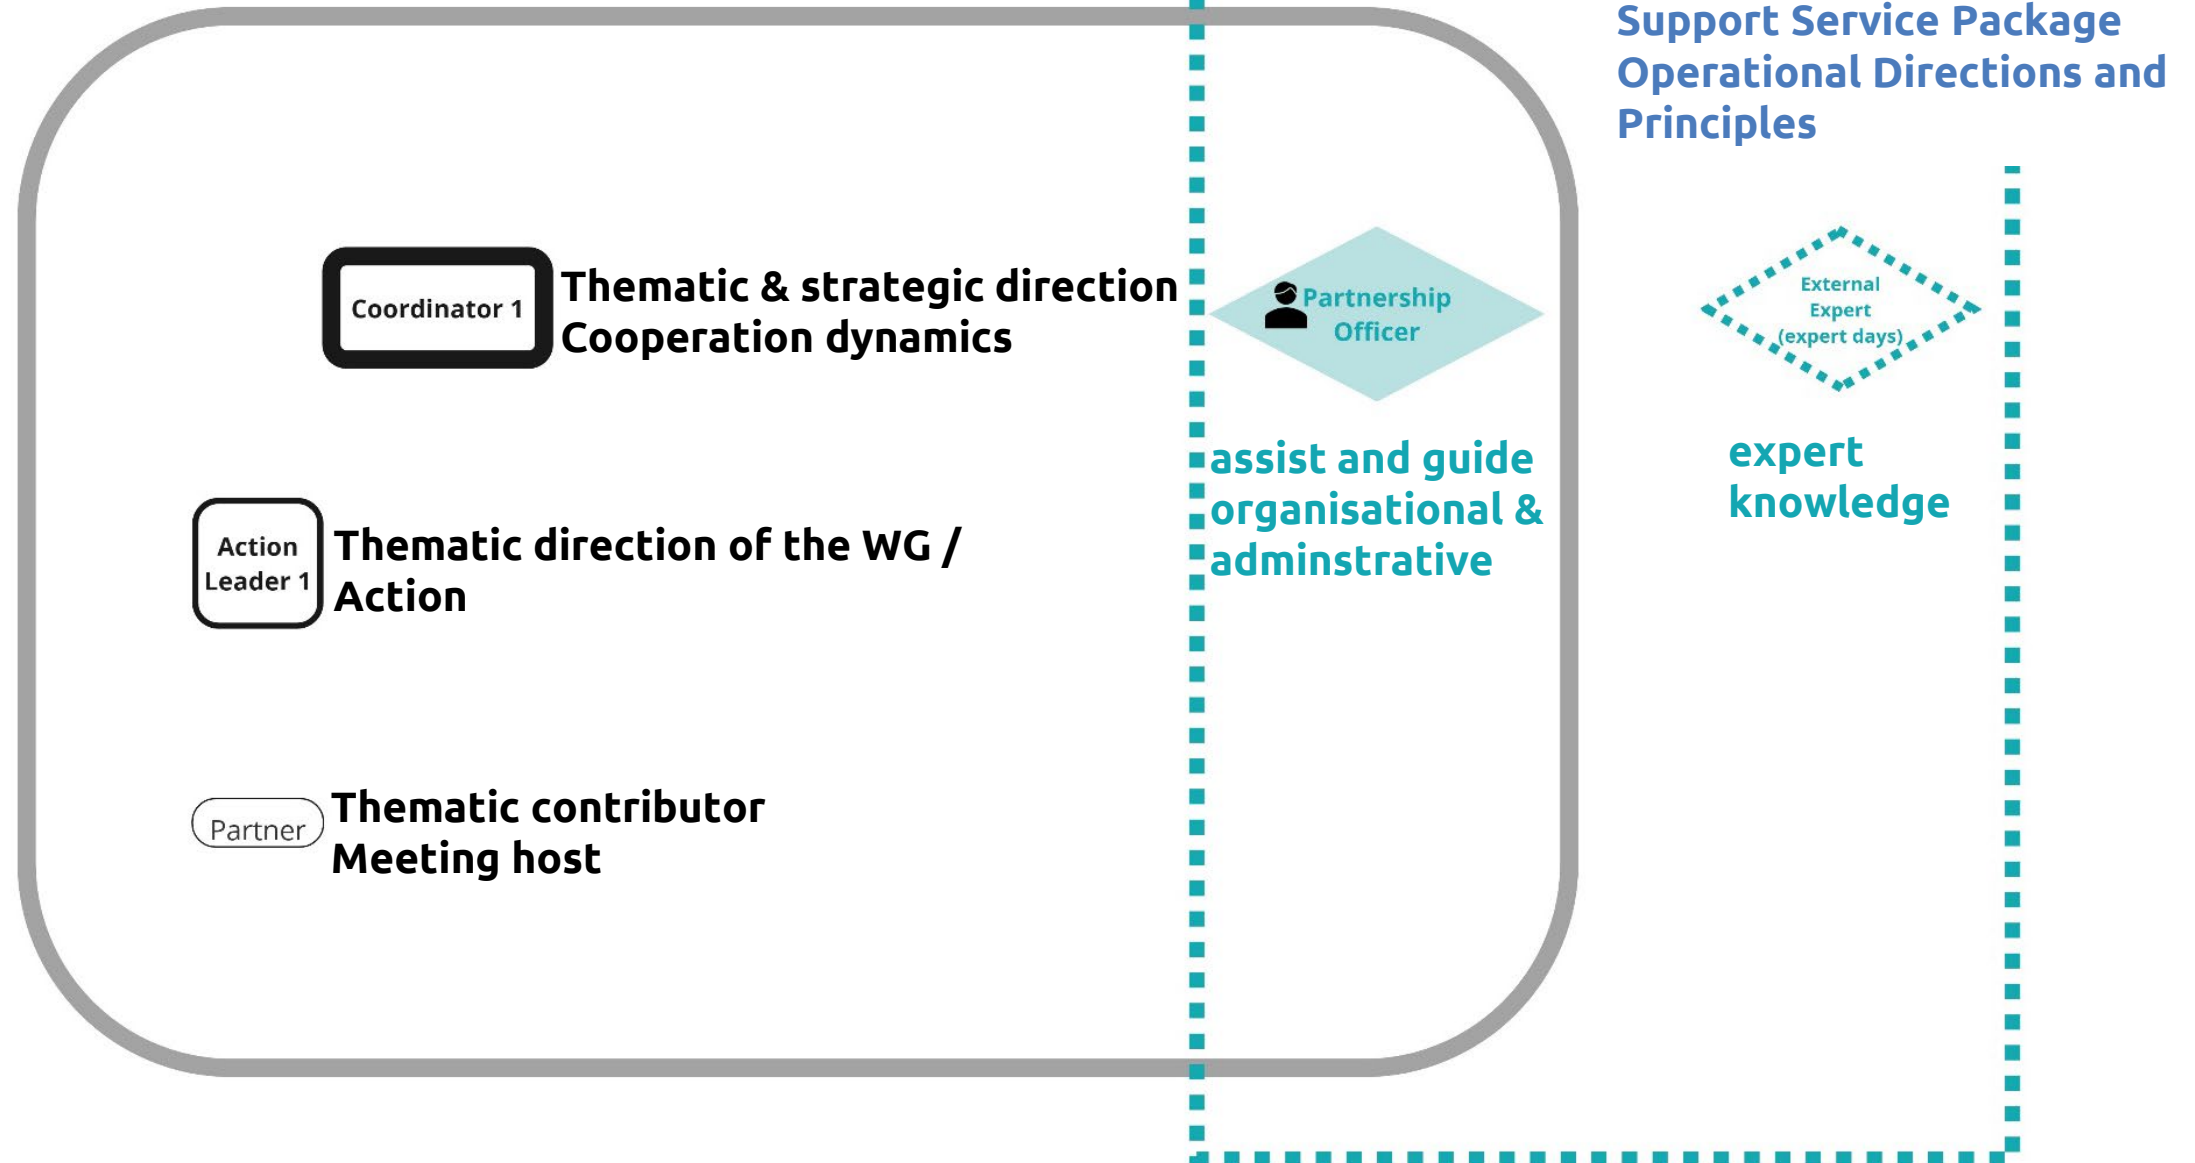 Support Service Package
Operational Directions and
Principles
Coordinator 1
Thematic & strategic direction
Cooperation dynamics
Partnership
Officer
External
Expert
(expert days)
assist and guide
organisational &
adminstrative
expert
knowledge
Action
Leader 1
Thematic direction of the WG /
Action
Partner
Thematic contributor
Meeting host